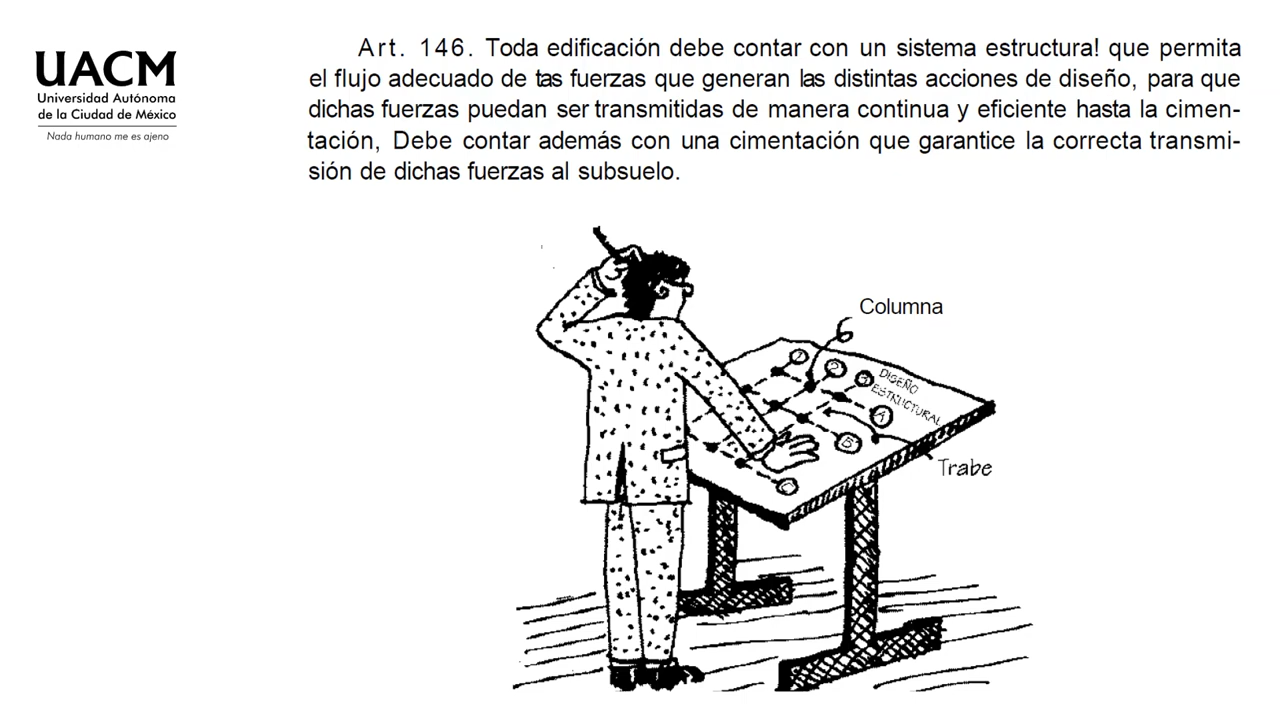 UACM
Universidad Autónoma
de la Ciudad de México
Nada humano me es ajeno
Art. 146. Toda edificación debe contar con un sistema estructura! que permita
el flujo adecuado de tas fuerzas que generan las distintas acciones de diseño, para que
dichas fuerzas puedan ser transmitidas de manera continua y eficiente hasta la cimen-
tación, Debe contar además con una cimentación que garantice la correcta transmi-
sión de dichas fuerzas al subsuelo.
Columna
1
2
3
DISEÑO
ESTRUCTURAL
A
B
C
Trabe